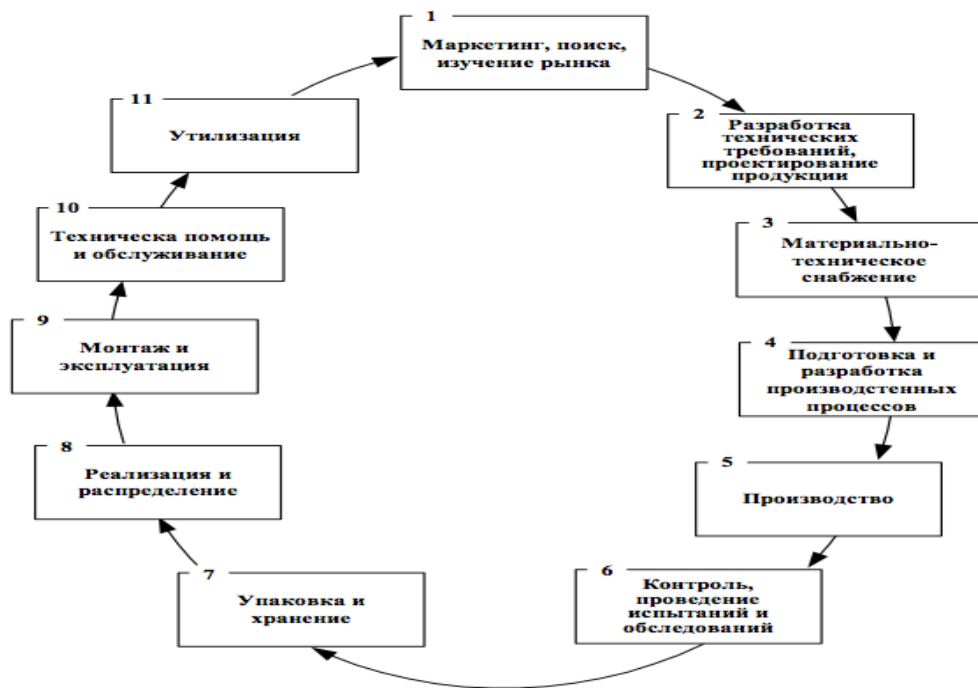 1
Маркетинг, поиск,
изучение рынка
2
Разработка
технических
требований,
проектирование
продукции
3
Материально-
техническое
снабжение
4
Подготовка и
разработка
производстенных
процессов
5
Производство
6
Контроль,
проведение
испытаний и
обследований
7
Упаковка и
хранение
8
Реализация и
распределение
9
Монтаж и
эксплуатация
10
Техническа помощь
и обслуживание
11
Утилизация